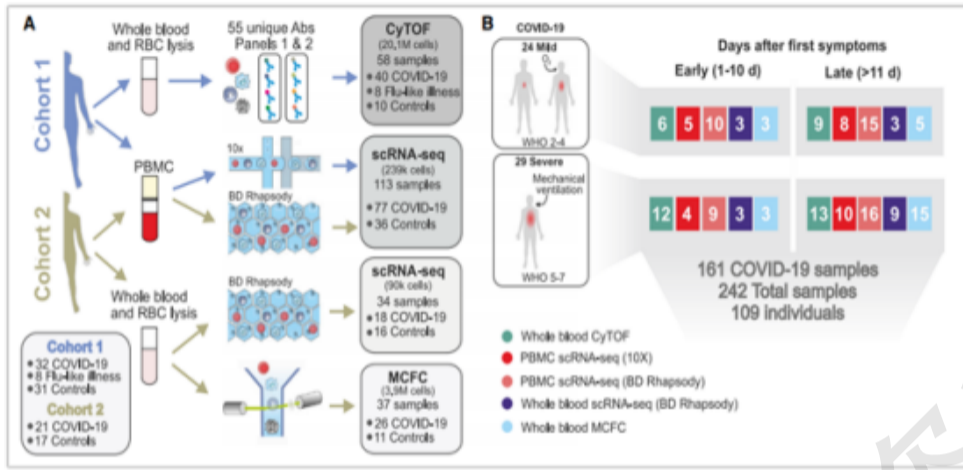 A
Cohort 1
Cohort 2
Whole blood
and RBC lysis
55 unique Abs
Panels 1 & 2
CyTOF
(20,1M cells)
58 samples
•40 COVID-19
•8 Flu-like illness
•10 Controls
PBMC
10x
BD Rhapsody
scRNA-seq
(239k cells)
113 samples
•77 COVID-19
•36 Controls
Whole blood
and RBC lysis
BD Rhapsody
scRNA-seq
(90k cells)
34 samples
•18 COVID-19
•16 Controls
MCFC
(3,9M cells)
37 samples
•26 COVID-19
•11 Controls
Cohort 1
•32 COVID-19
•8 Flu-like illness
•31 Controls
Cohort 2
•21 COVID-19
•17 Controls
B
COVID-19
24 Mild
WHO 2-4
29 Severe
Mechanical
ventilation
WHO 5-7
Days after first symptoms
Early (1-10 d)
Late (>11 d)
6 5 10 3 3
9 8 15 3 5
12 4 9 3 3
13 10 16 9 15
161 COVID-19 samples
242 Total samples
109 individuals
Whole blood CyTOF
PBMC scRNA-seq (10X)
PBMC scRNA-seq (BD Rhapsody)
Whole blood scRNA-seq (BD Rhapsody)
Whole blood MCFC